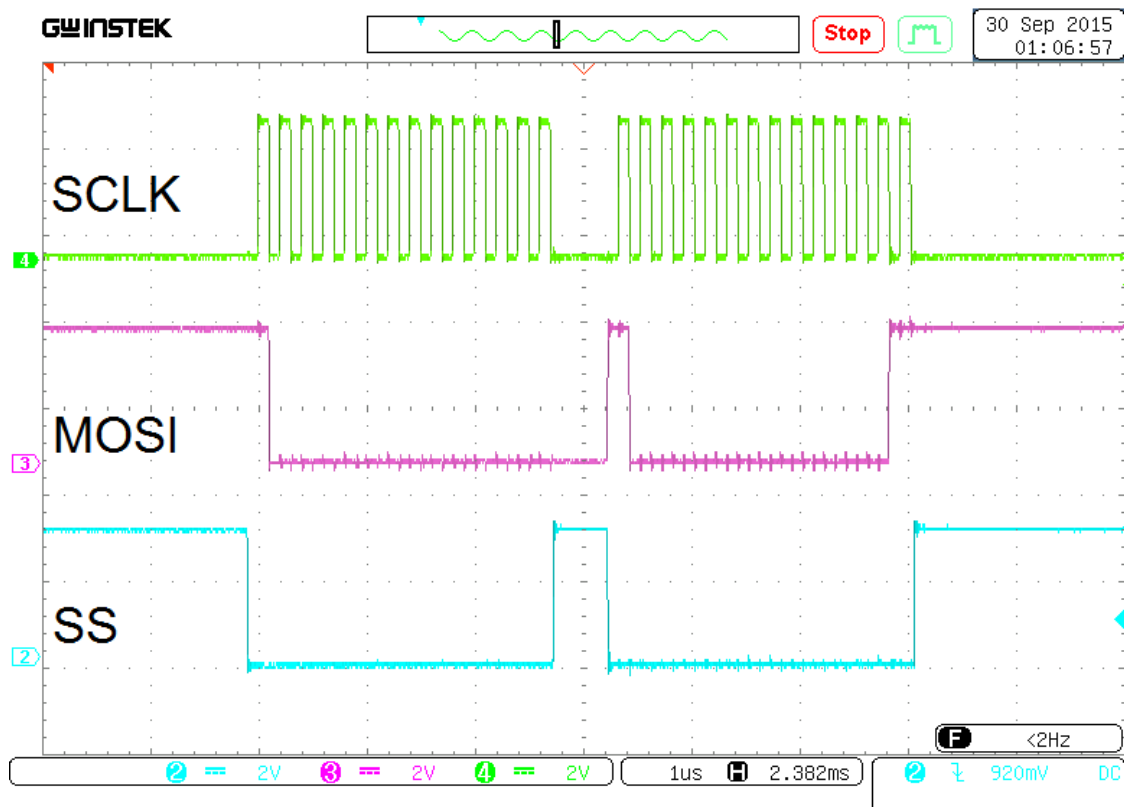 GWINSTEK
Stop
30 Sep 2015
01:06:57
SCLK
4
MOSI
3
SS
2
F <2Hz
2 2V 3 2V 4 2V 1us H 2.382ms 2 920mV DC